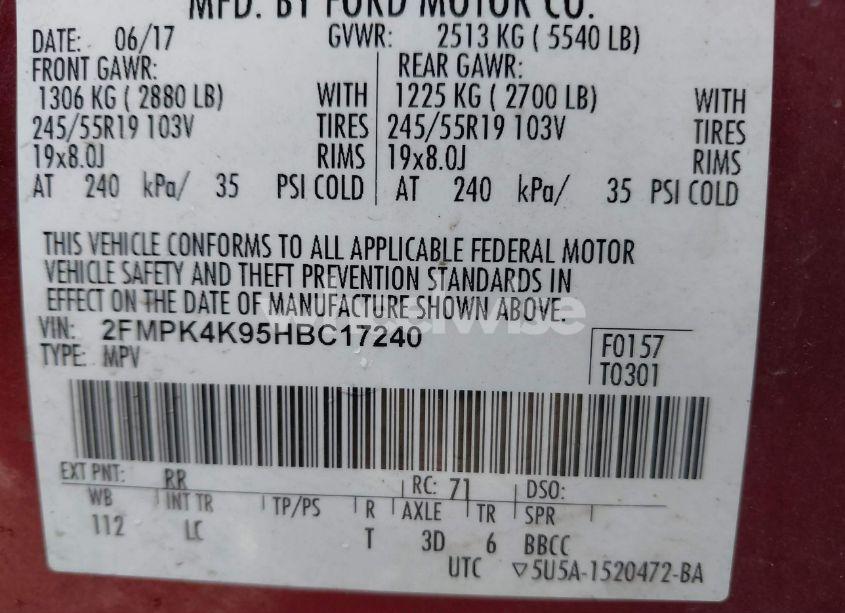 MFD. BY FORD MOTOR CO.
DATE: 06/17 GVWR: 2513 KG ( 5540 LB)
FRONT GAWR: REAR GAWR:
1306 KG ( 2880 LB) WITH 1225 KG ( 2700 LB) WITH
245/55R19 103V TIRES 245/55R19 103V TIRES
19x8.0J RIMS 19x8.0J RIMS
AT 240 kPa/ 35 PSI COLD AT 240 kPa/ 35 PSI COLD
THIS VEHICLE CONFORMS TO ALL APPLICABLE FEDERAL MOTOR
VEHICLE SAFETY AND THEFT PREVENTION STANDARDS IN
EFFECT ON THE DATE OF MANUFACTURE SHOWN ABOVE.
VIN: 2FMPK4K95HBC17240
TYPE: MPV
F0157
T0301
EXT PNT: RR RC: 71 DSO:
WB INT TR TP/PS R AXLE TR SPR
112 LC T 3D 6 BBCC
UTC ▽5U5A-1520472-BA